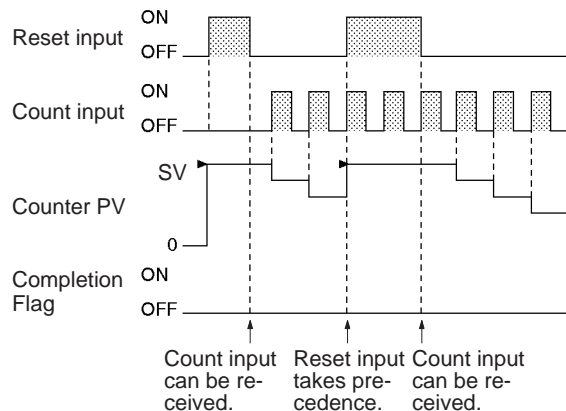 ON
Reset input
OFF
ON
Count input
OFF
SV
Counter PV
0
Completion
Flag
ON
OFF
Count input
can be re-
ceived.
Reset input
takes pre-
cedence.
Count input
can be re-
ceived.